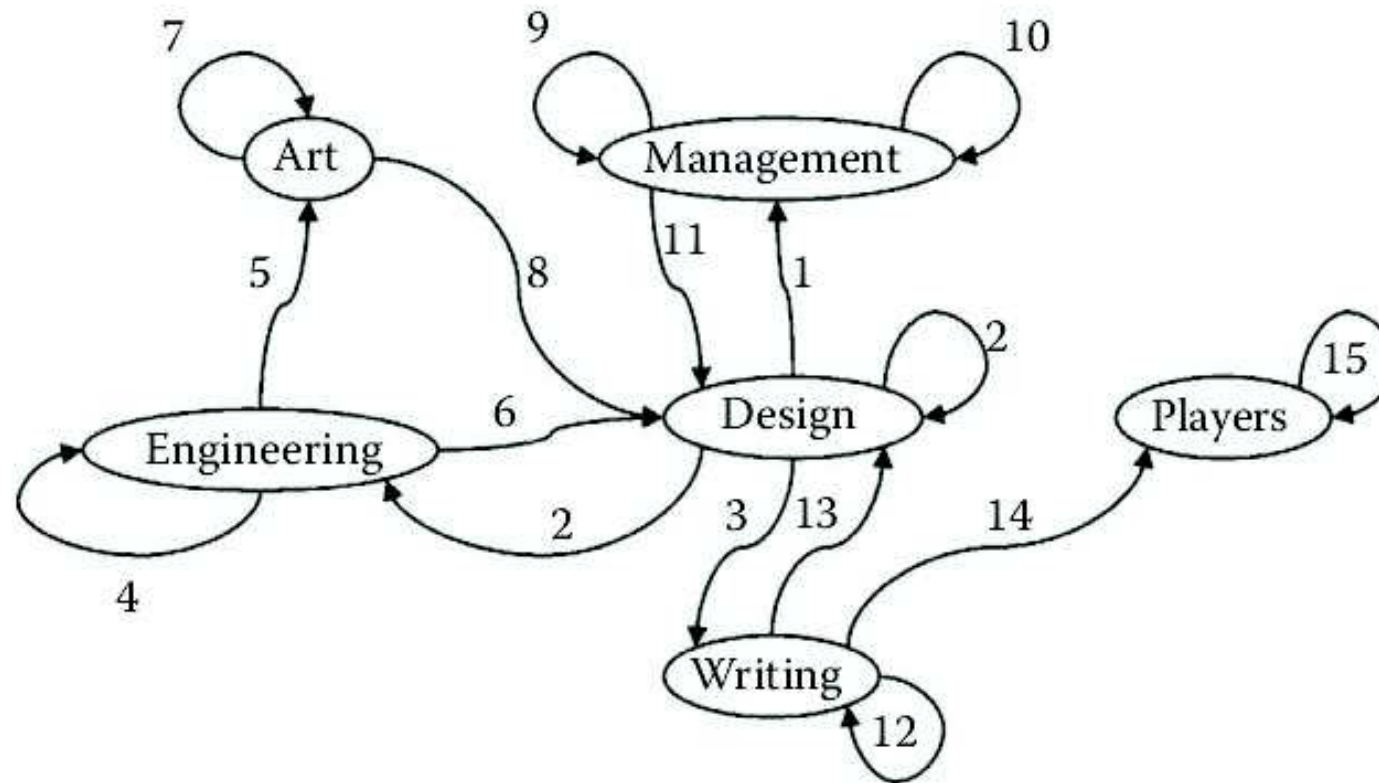 7
9
10
Art
Management
5
8
11
1
2
15
Design
Players
6
Engineering
2
3
13
14
4
Writing
12